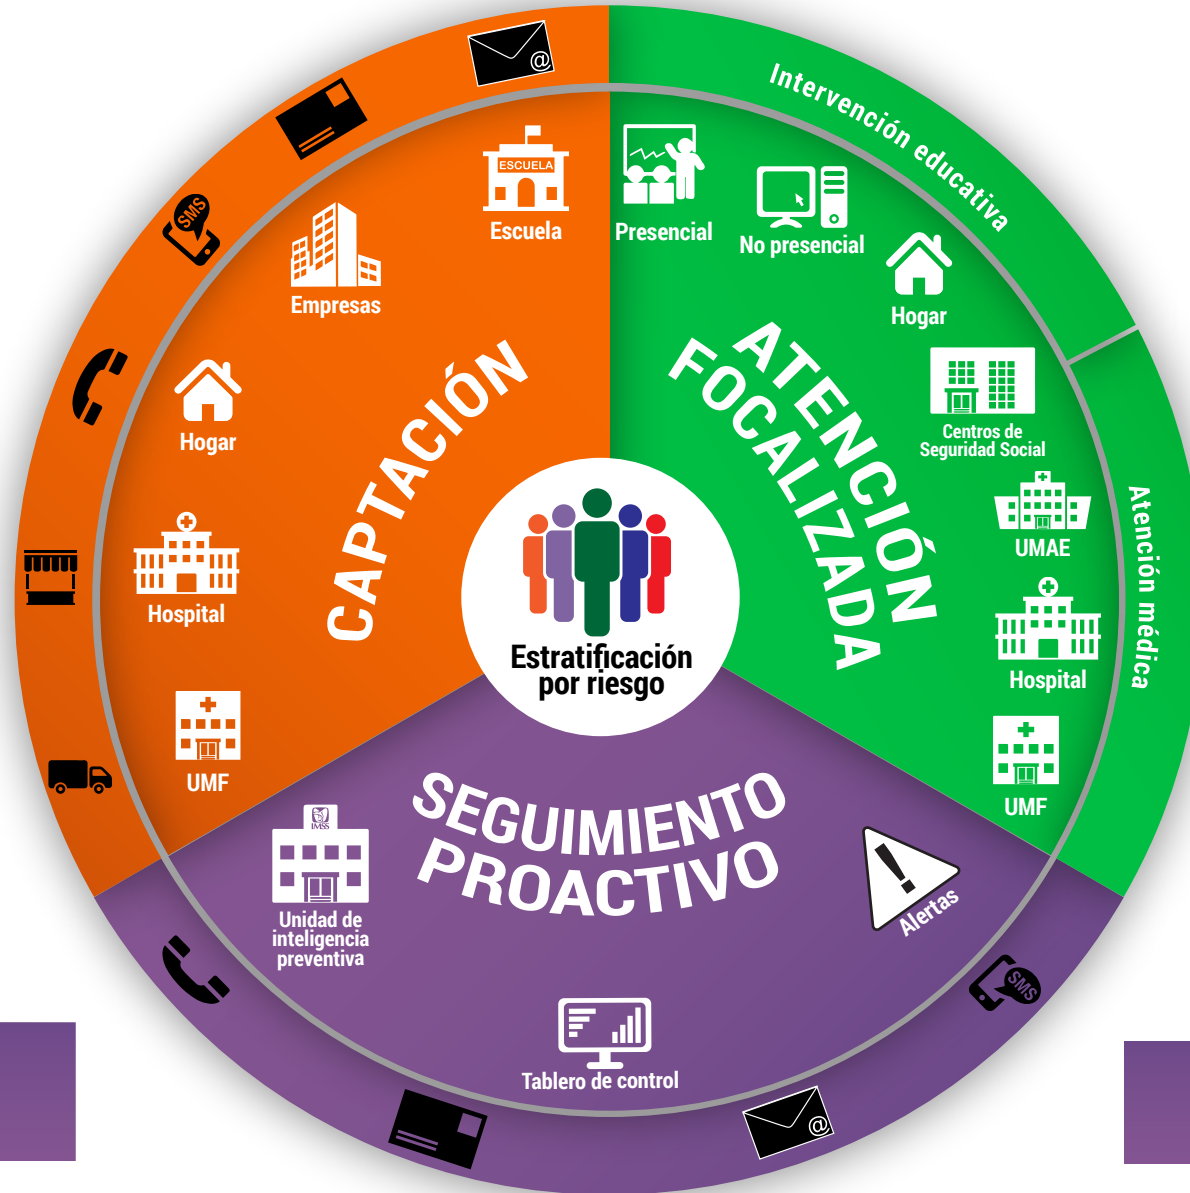 @
SMS
ESCUELA
Escuela
Empresas
Hogar
Hospital
UMF
CAPTACIÓN
Intervención educativa
Presencial
No presencial
Hogar
Centros de
Seguridad Social
UMAE
Hospital
UMF
ATENCIÓN
FOCALIZADA
Atención médica
Estratificación
por riesgo
SEGUIMIENTO
PROACTIVO
IMSS
Unidad de
inteligencia
preventiva
Tablero de control
!
Alertas
SMS
@